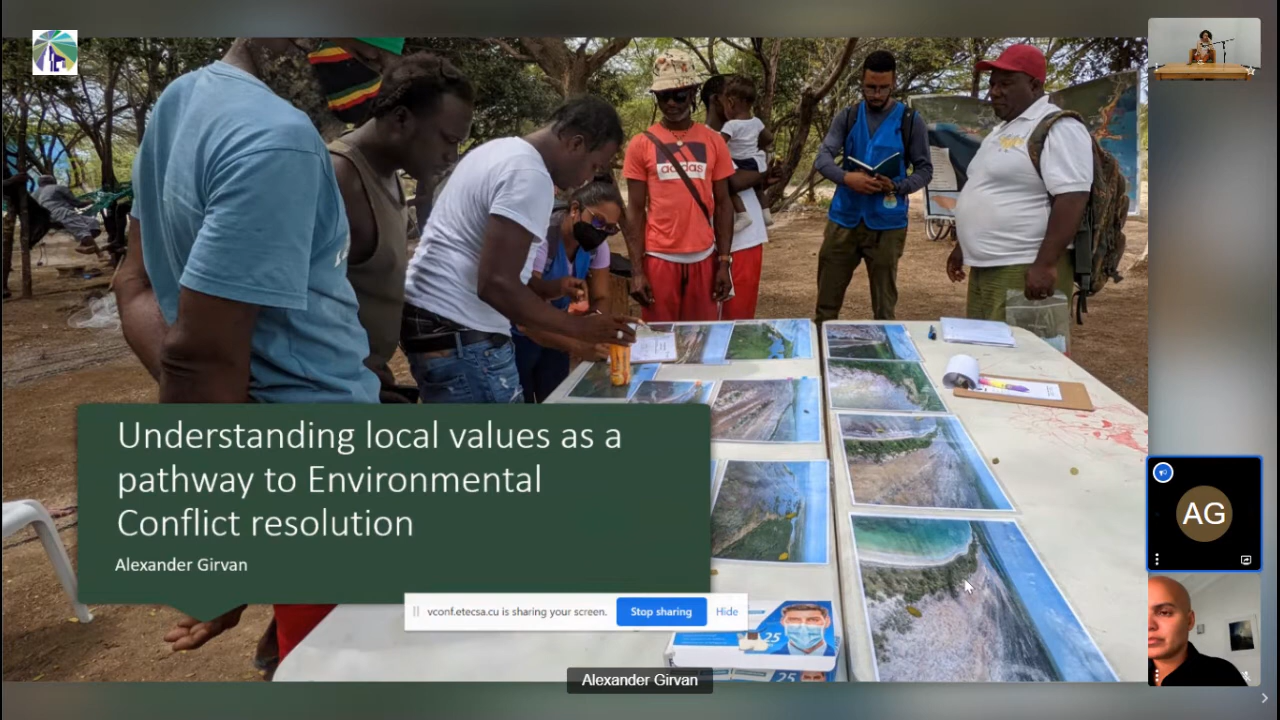 adidas
Understanding local values as a
pathway to Environmental
Conflict resolution
Alexander Girvan
vconf.etecsa.cu is sharing your screen.
Stop sharing
Hide
25
25
Alexander Girvan
AG